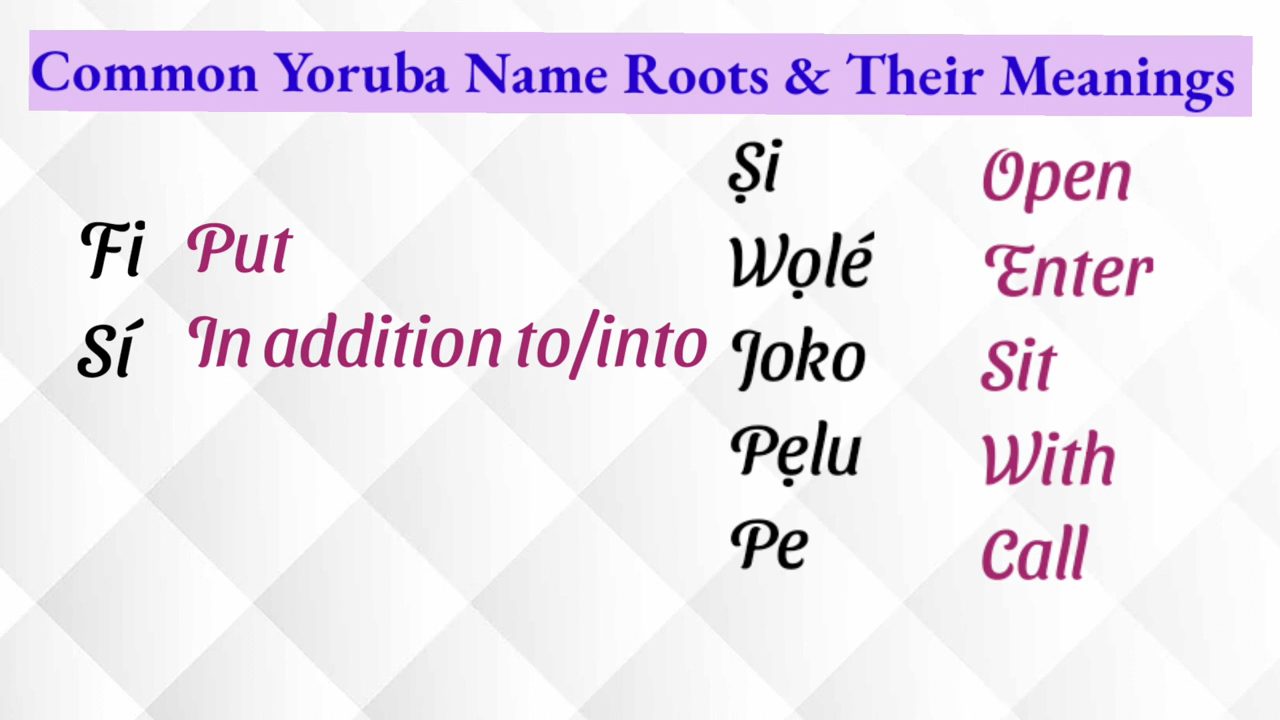 Common Yoruba Name Roots & Their Meanings
Fi Put
Sí In addition to/into
Ṣi Open
Wọlé Enter
Joko Sit
Pẹlu With
Pe Call